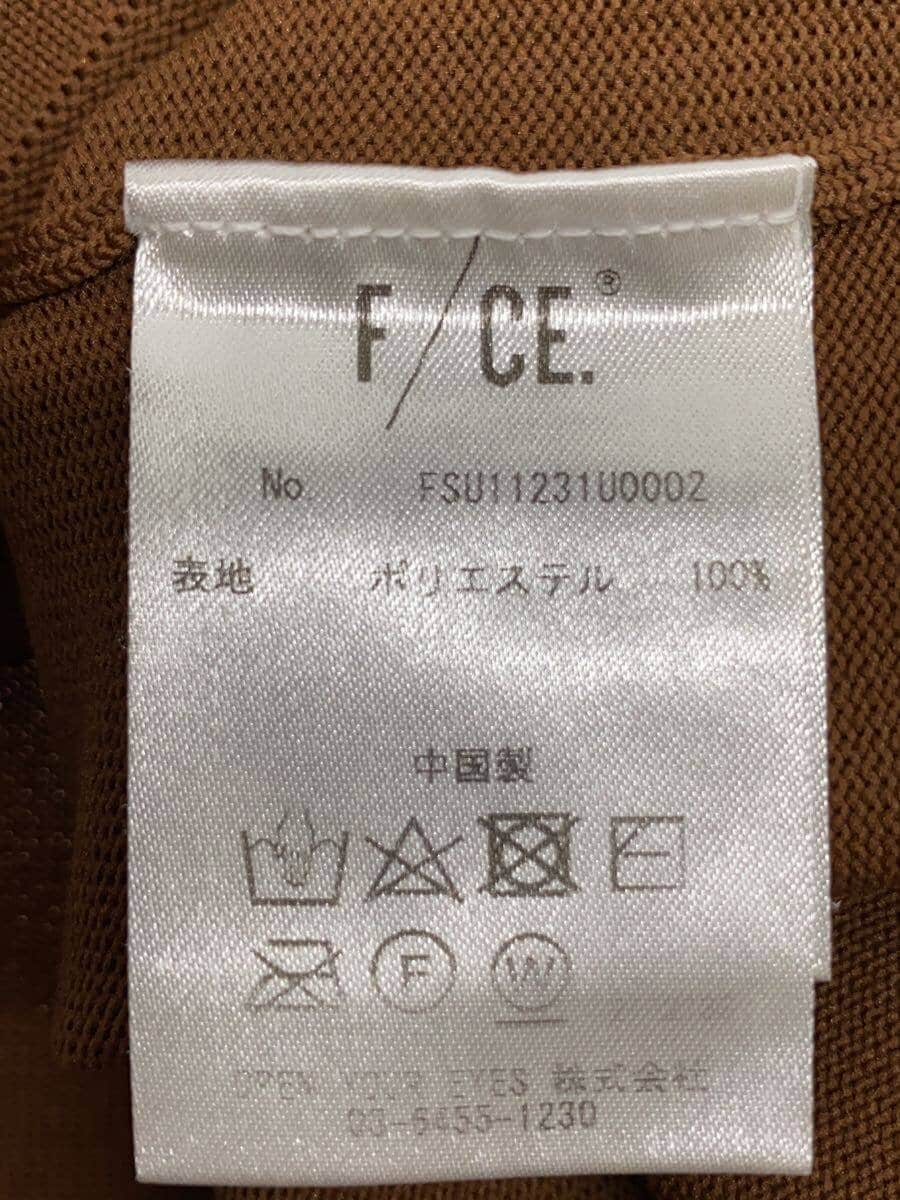 F/CE.®
No FSU11231U0002
表地 ポリエステル 100%
中国製
F W
OPEN YOUR EYES 株式会社
03-6455-1230